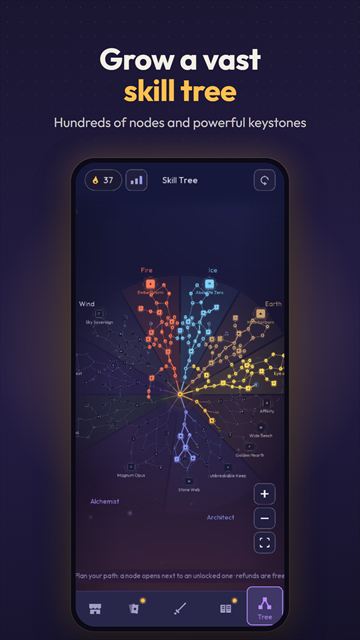 Grow a vast
skill tree
Hundreds of nodes and powerful keystones
37
Skill Tree
Fire
Ice
Absolute Zero
Wind
Earth
Sky Sovereign
Affinity
Wide Bench
Golden Hearth
Magnum Opus
Unbreakable Keep
Stone Web
Alchemist
Architect
Plan your path: a node opens next to an unlocked one · refunds are free
Tree